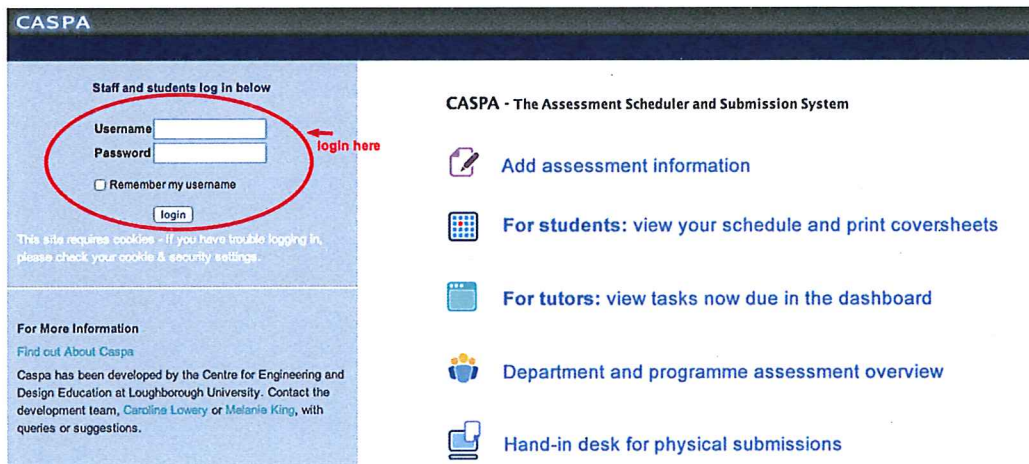 CASPA
Staff and students log in below
Username
Password
login here
Remember my username
login
This site requires cookies - If you have trouble logging in,
please check your cookie & security settings.
For More Information
Find out About Caspa
Caspa has been developed by the Centre for Engineering and
Design Education at Loughborough University. Contact the
development team, Caroline Lowery or Melanie King, with
queries or suggestions.
CASPA - The Assessment Scheduler and Submission System
Add assessment information
For students: view your schedule and print coversheets
For tutors: view tasks now due in the dashboard
Department and programme assessment overview
Hand-in desk for physical submissions